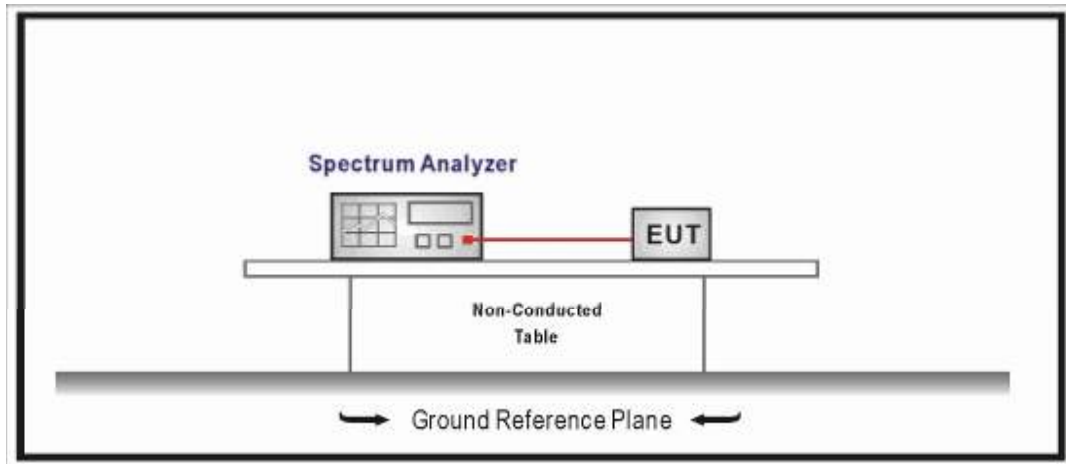 Spectrum Analyzer
EUT
Non-Conducted
Table
Ground Reference Plane